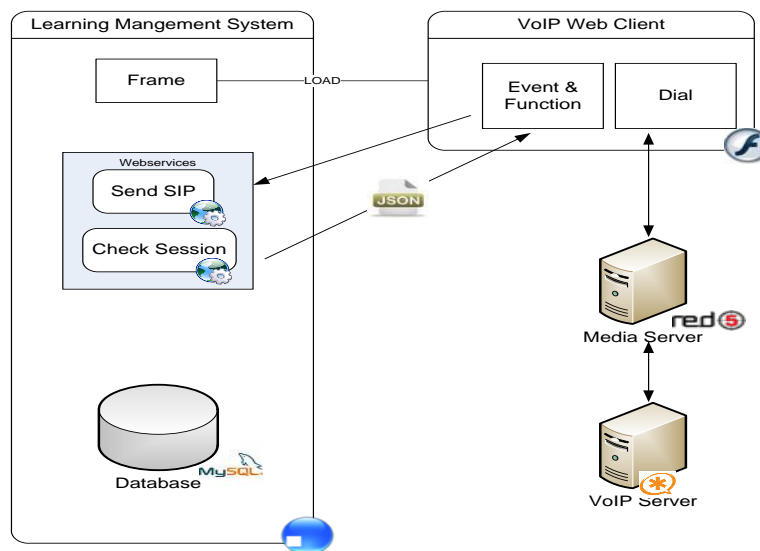 Learning Mangement System
VoIP Web Client
Frame
LOAD
Event &
Function
Dial
Webservices
Send SIP
Check Session
JSON
red5
Media Server
MySQL
Database
VoIP Server